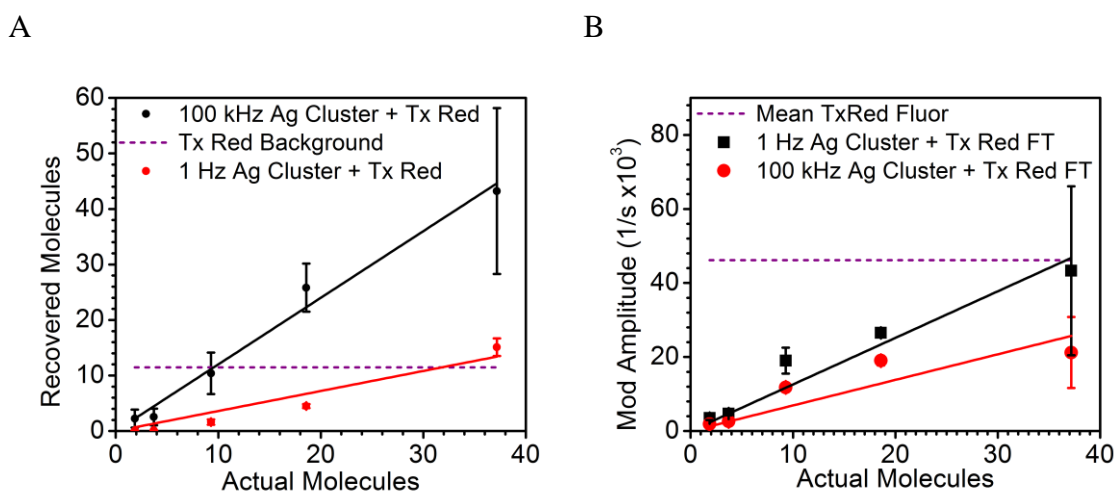 A
B
60
50
40
30
20
10
0
Recovered Molecules
100 kHz Ag Cluster + Tx Red
Tx Red Background
1 Hz Ag Cluster + Tx Red
0 10 20 30 40
Actual Molecules
80
60
40
20
0
Mod Amplitude (1/s x10³)
Mean TxRed Fluor
1 Hz Ag Cluster + Tx Red FT
100 kHz Ag Cluster + Tx Red FT
0 10 20 30 40
Actual Molecules